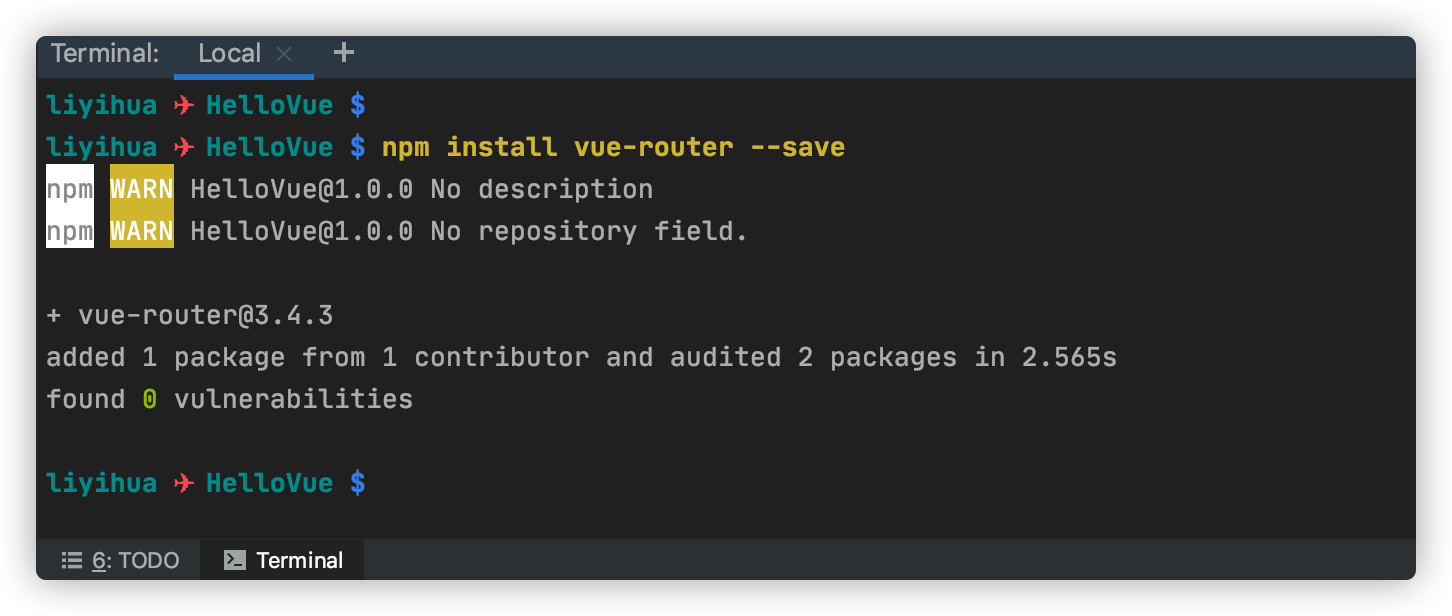 Terminal: Local × +
liyihua ✈ HelloVue $
liyihua ✈ HelloVue $ npm install vue-router --save
npm WARN HelloVue@1.0.0 No description
npm WARN HelloVue@1.0.0 No repository field.
+ vue-router@3.4.3
added 1 package from 1 contributor and audited 2 packages in 2.565s
found 0 vulnerabilities
liyihua ✈ HelloVue $
6: TODO Terminal